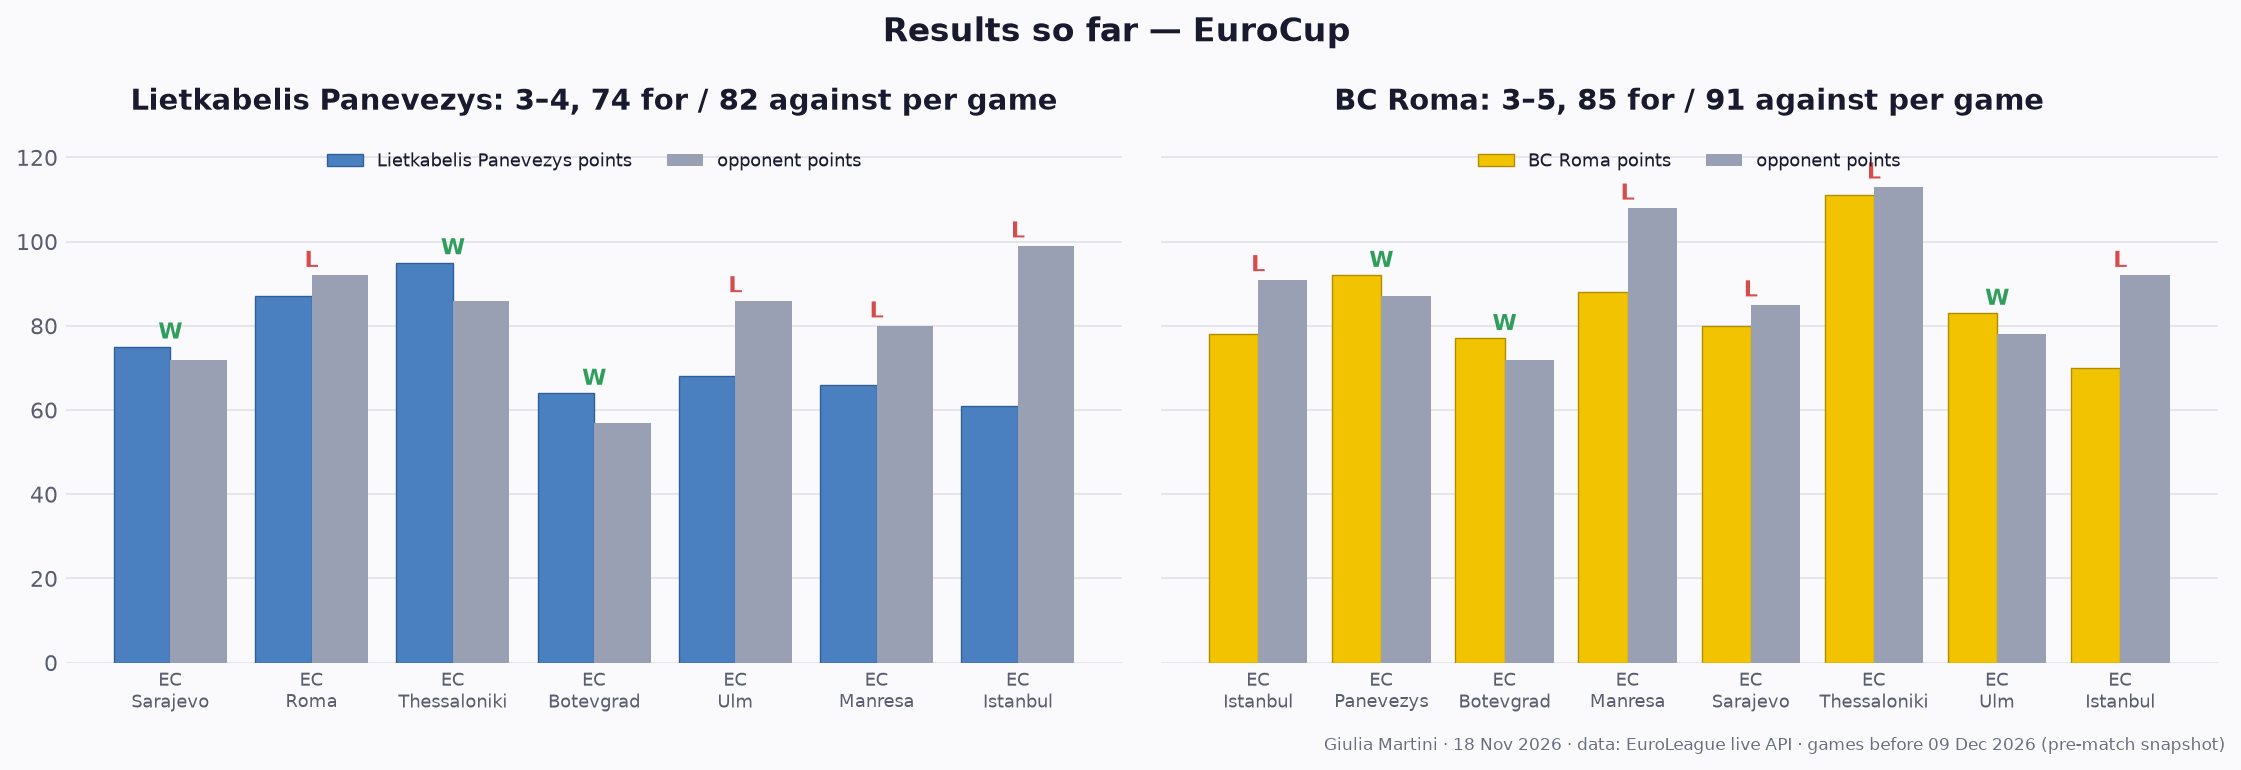 Results so far — EuroCup
Lietkabelis Panevezys: 3–4, 74 for / 82 against per game
Lietkabelis Panevezys points
opponent points
120
100
80
60
40
20
0
W
L
W
W
L
L
L
EC
Sarajevo
EC
Roma
EC
Thessaloniki
EC
Botevgrad
EC
Ulm
EC
Manresa
EC
Istanbul
BC Roma: 3–5, 85 for / 91 against per game
BC Roma points
opponent points
L
W
W
L
L
L
W
L
EC
Istanbul
EC
Panevezys
EC
Botevgrad
EC
Manresa
EC
Sarajevo
EC
Thessaloniki
EC
Ulm
EC
Istanbul
Giulia Martini · 18 Nov 2026 · data: EuroLeague live API · games before 09 Dec 2026 (pre-match snapshot)